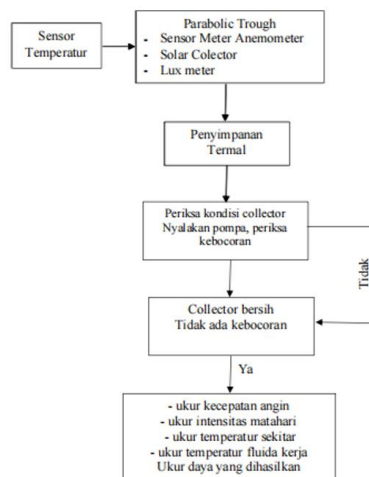 Sensor
Temperatur
Parabolic Trough
- Sensor Meter Anemometer
- Solar Colector
- Lux meter
Penyimpanan
Termal
Periksa kondisi collector
Nyalakan pompa, periksa
kebocoran
Tidak
Collector bersih
Tidak ada kebocoran
Ya
- ukur kecepatan angin
- ukur intensitas matahari
- ukur temperatur sekitar
- ukur temperatur fluida kerja
Ukur daya yang dihasilkan